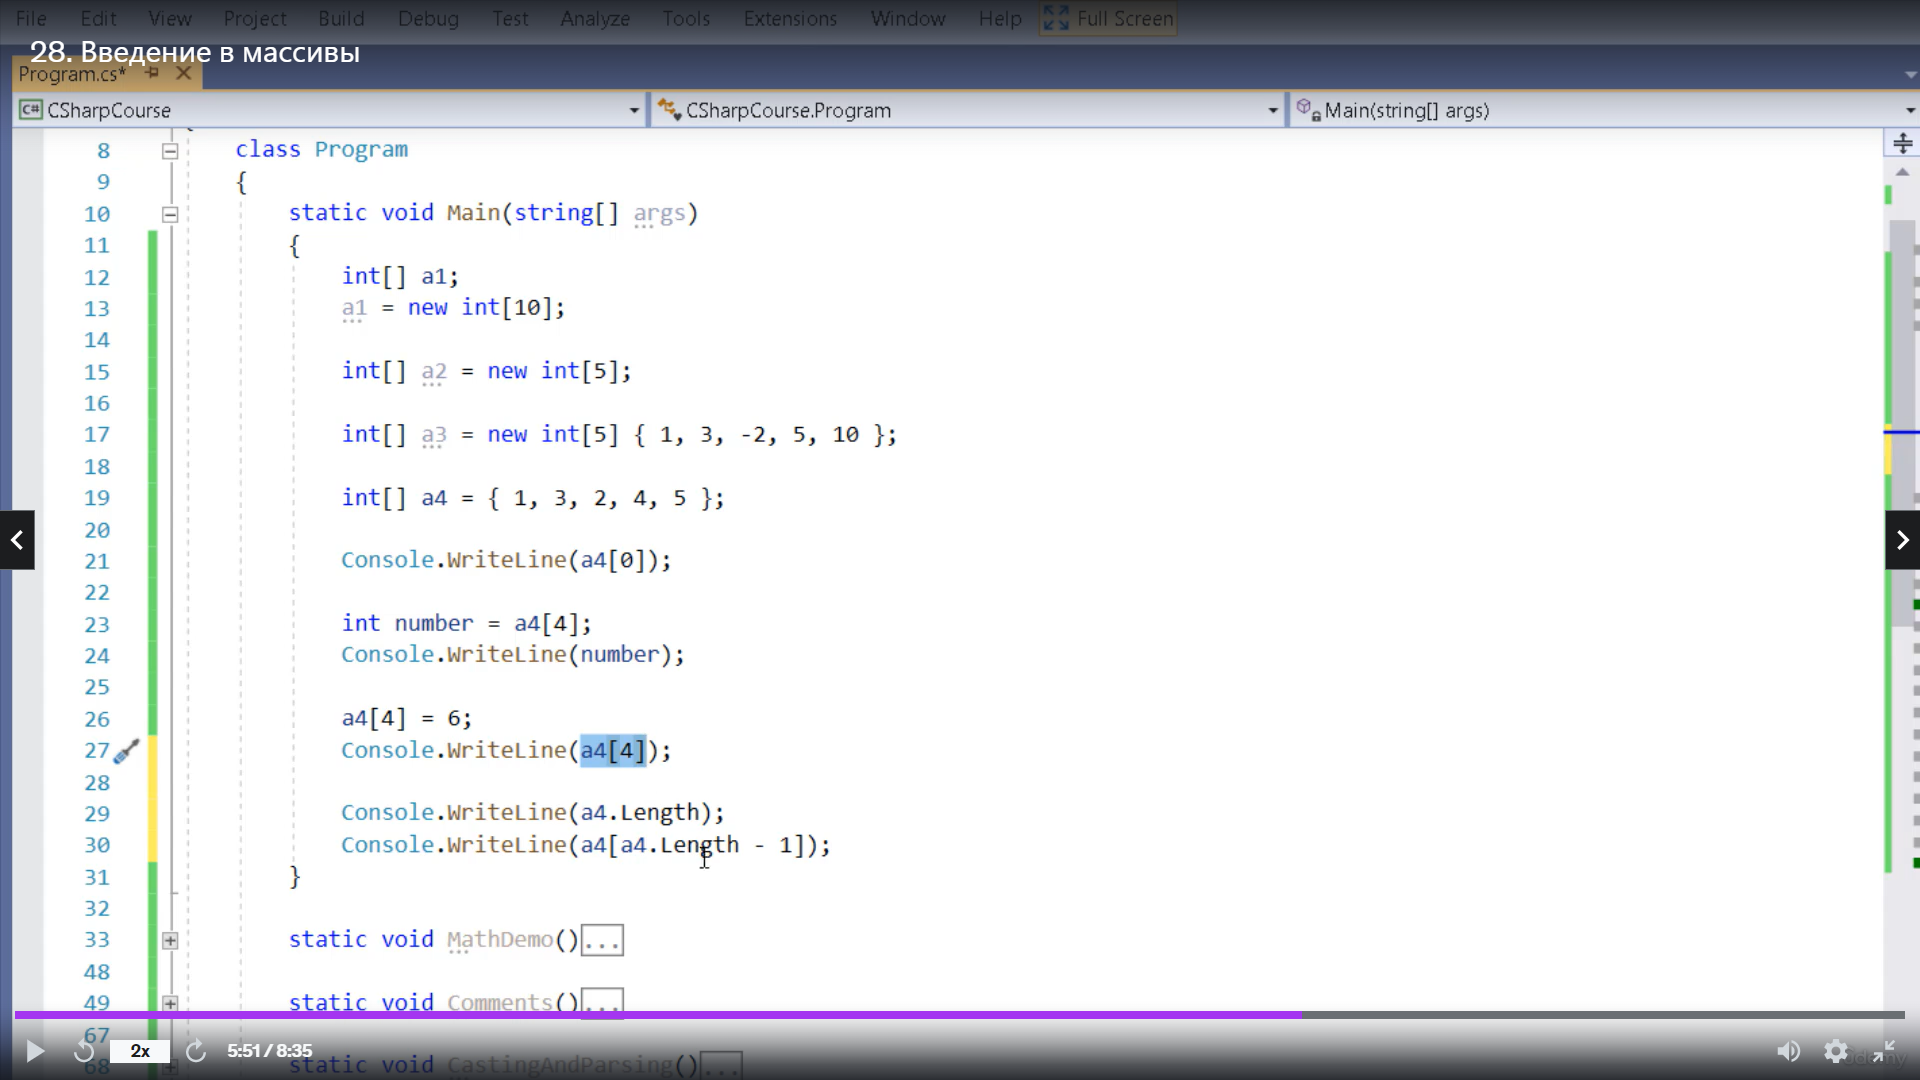 File Edit View Project Build Debug Test Analyze Tools Extensions Window Help Full Screen
28. Введение в массивы
Program.cs*
C# CSharpCourse CSharpCourse.Program Main(string[] args)
8 class Program
9 {
10 static void Main(string[] args)
11 {
12 int[] a1;
13 a1 = new int[10];
14
15 int[] a2 = new int[5];
16
17 int[] a3 = new int[5] { 1, 3, -2, 5, 10 };
18
19 int[] a4 = { 1, 3, 2, 4, 5 };
20
21 Console.WriteLine(a4[0]);
22
23 int number = a4[4];
24 Console.WriteLine(number);
25
26 a4[4] = 6;
27 Console.WriteLine(a4[4]);
28
29 Console.WriteLine(a4.Length);
30 Console.WriteLine(a4[a4.Length - 1]);
31 }
32
33 static void MathDemo()...
48
49 static void Comments()...
67
68 static void CastingAndParsing()...
2x 5:51 / 8:35